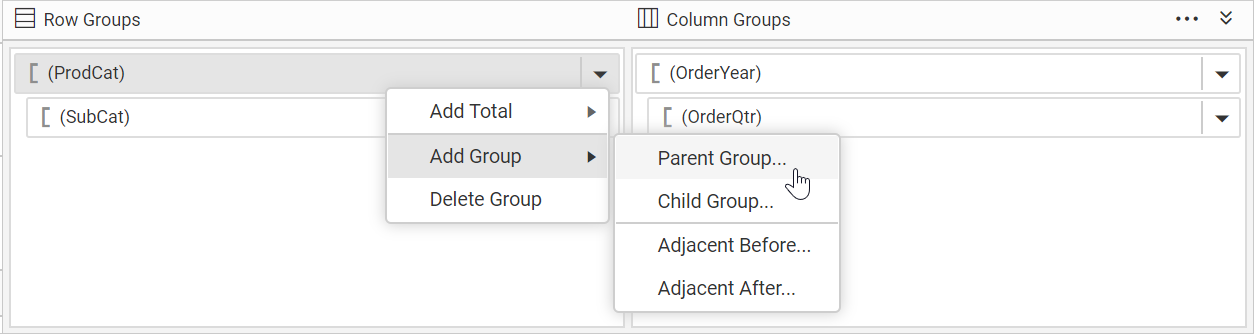 Row Groups
Column Groups
(ProdCat)
(OrderYear)
(SubCat)
(OrderQtr)
Add Total
Add Group
Delete Group
Parent Group...
Child Group...
Adjacent Before...
Adjacent After...